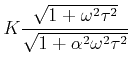 K \frac{\sqrt{1 + \omega^2 \tau^2}}{\sqrt{1 + \alpha^2 \omega^2 \tau^2}}